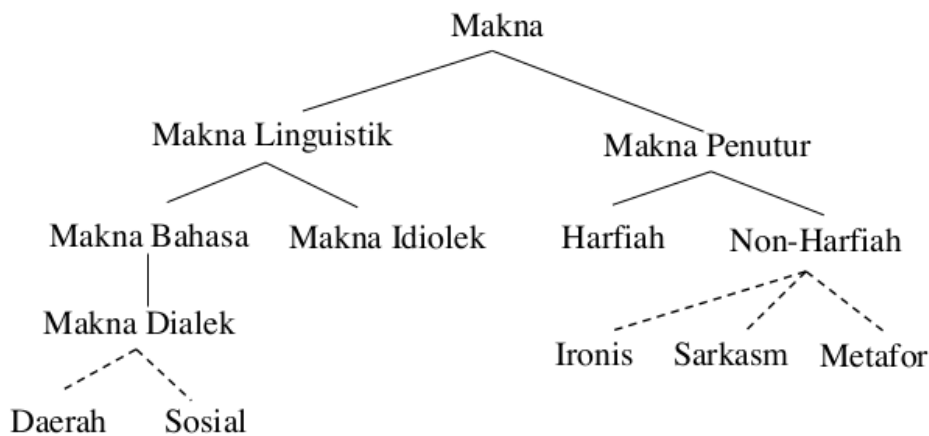 Makna
Makna Linguistik
Makna Penutur
Makna Bahasa
Makna Idiolek
Harfiah
Non-Harfiah
Makna Dialek
Ironis
Sarkasm
Metafor
Daerah
Sosial